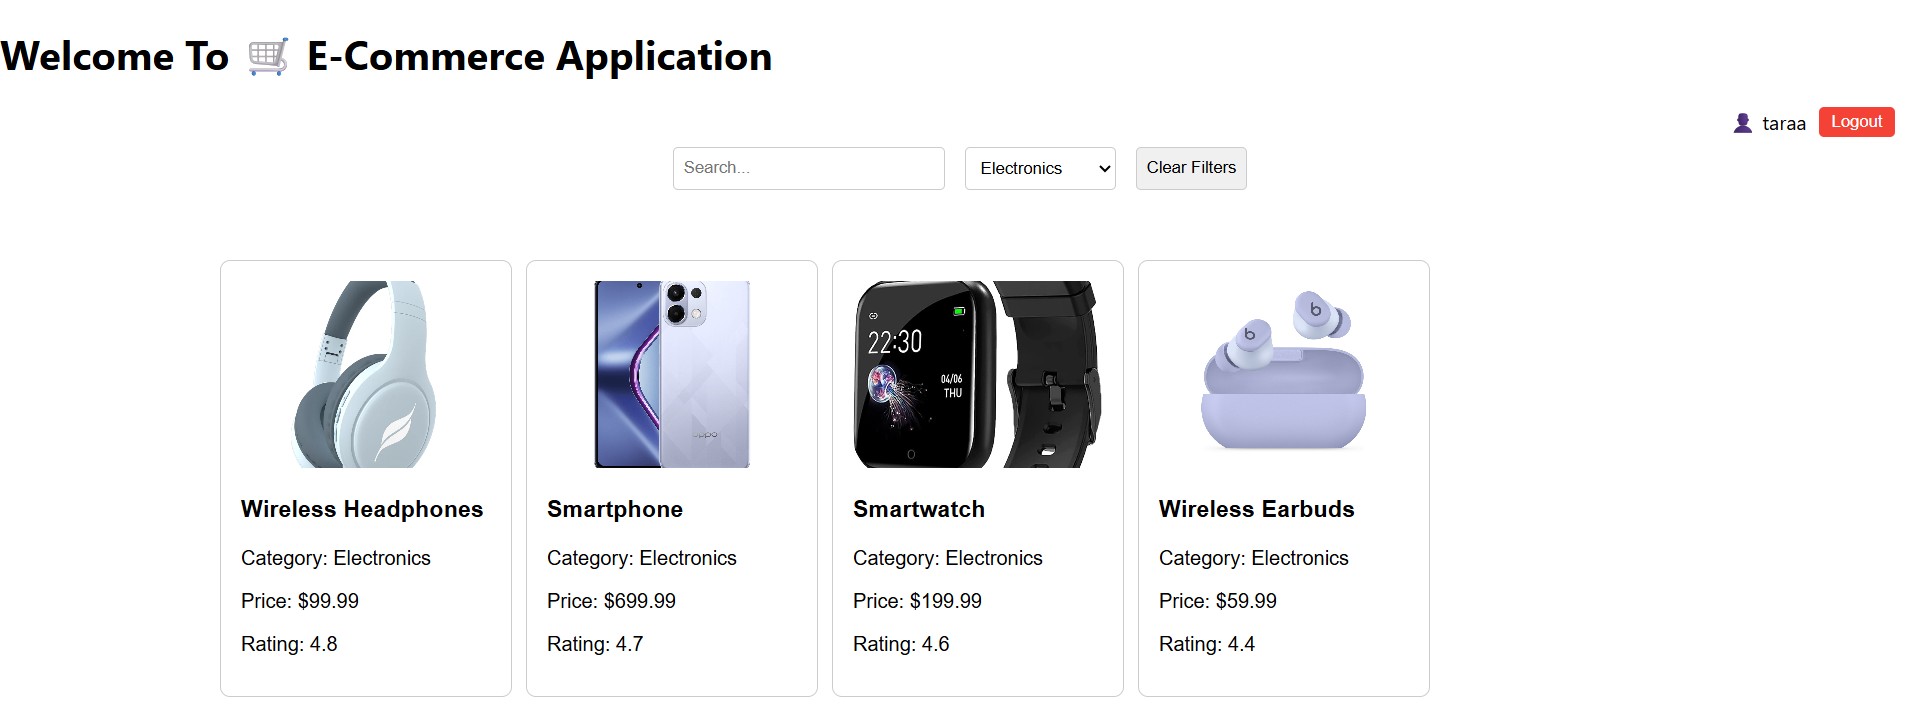 Welcome To 🛒 E-Commerce Application
👤 taraa Logout
Search... Electronics Clear Filters
22:30
04/06
THU
oppo
b
b
Wireless Headphones
Category: Electronics
Price: $99.99
Rating: 4.8
Smartphone
Category: Electronics
Price: $699.99
Rating: 4.7
Smartwatch
Category: Electronics
Price: $199.99
Rating: 4.6
Wireless Earbuds
Category: Electronics
Price: $59.99
Rating: 4.4